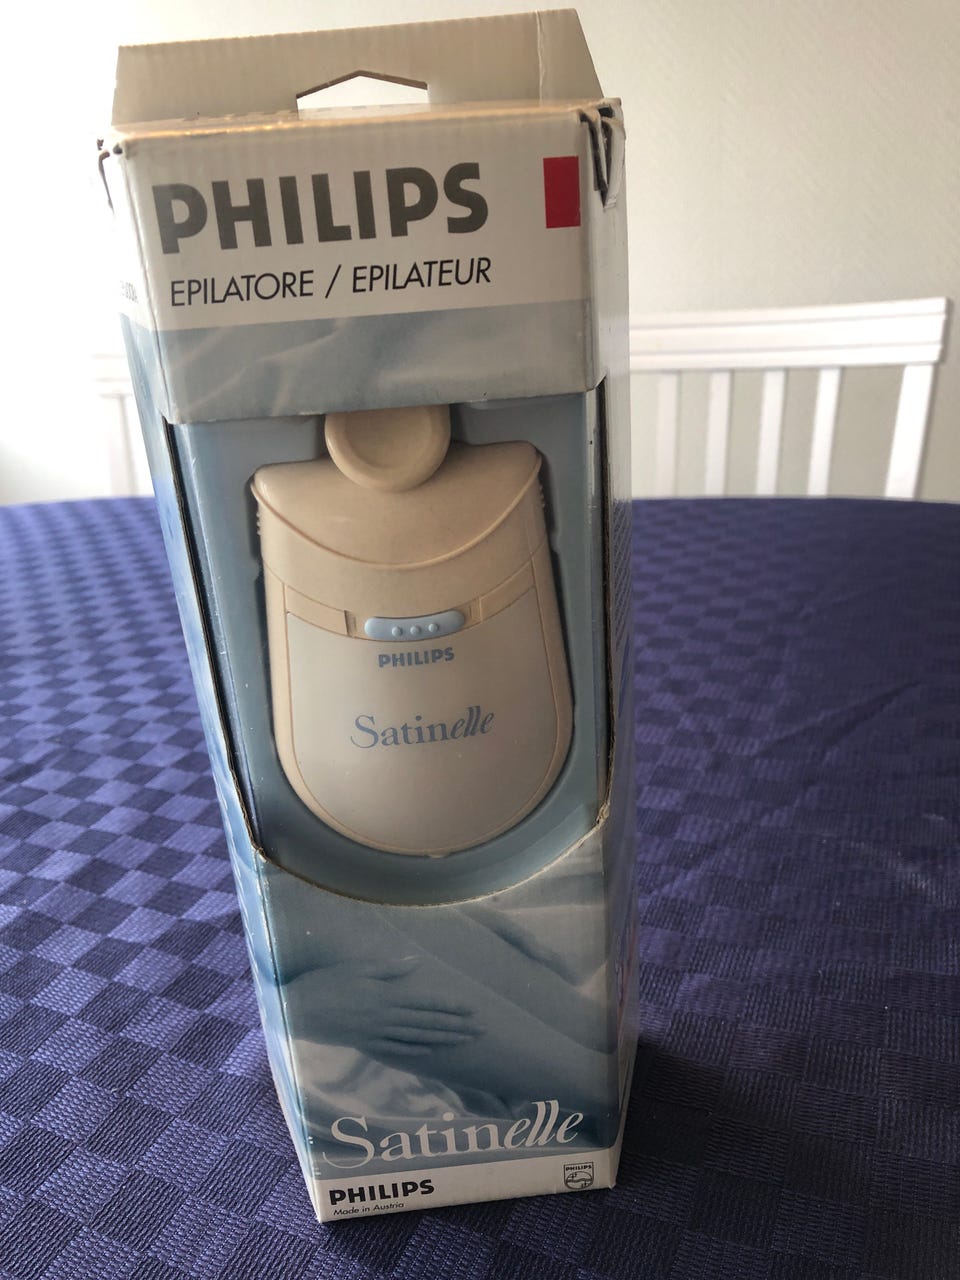 PHILIPS
EPILATORE / EPILATEUR
PHILIPS
Satinelle
Satinelle
PHILIPS
PHILIPS
Made in Austria